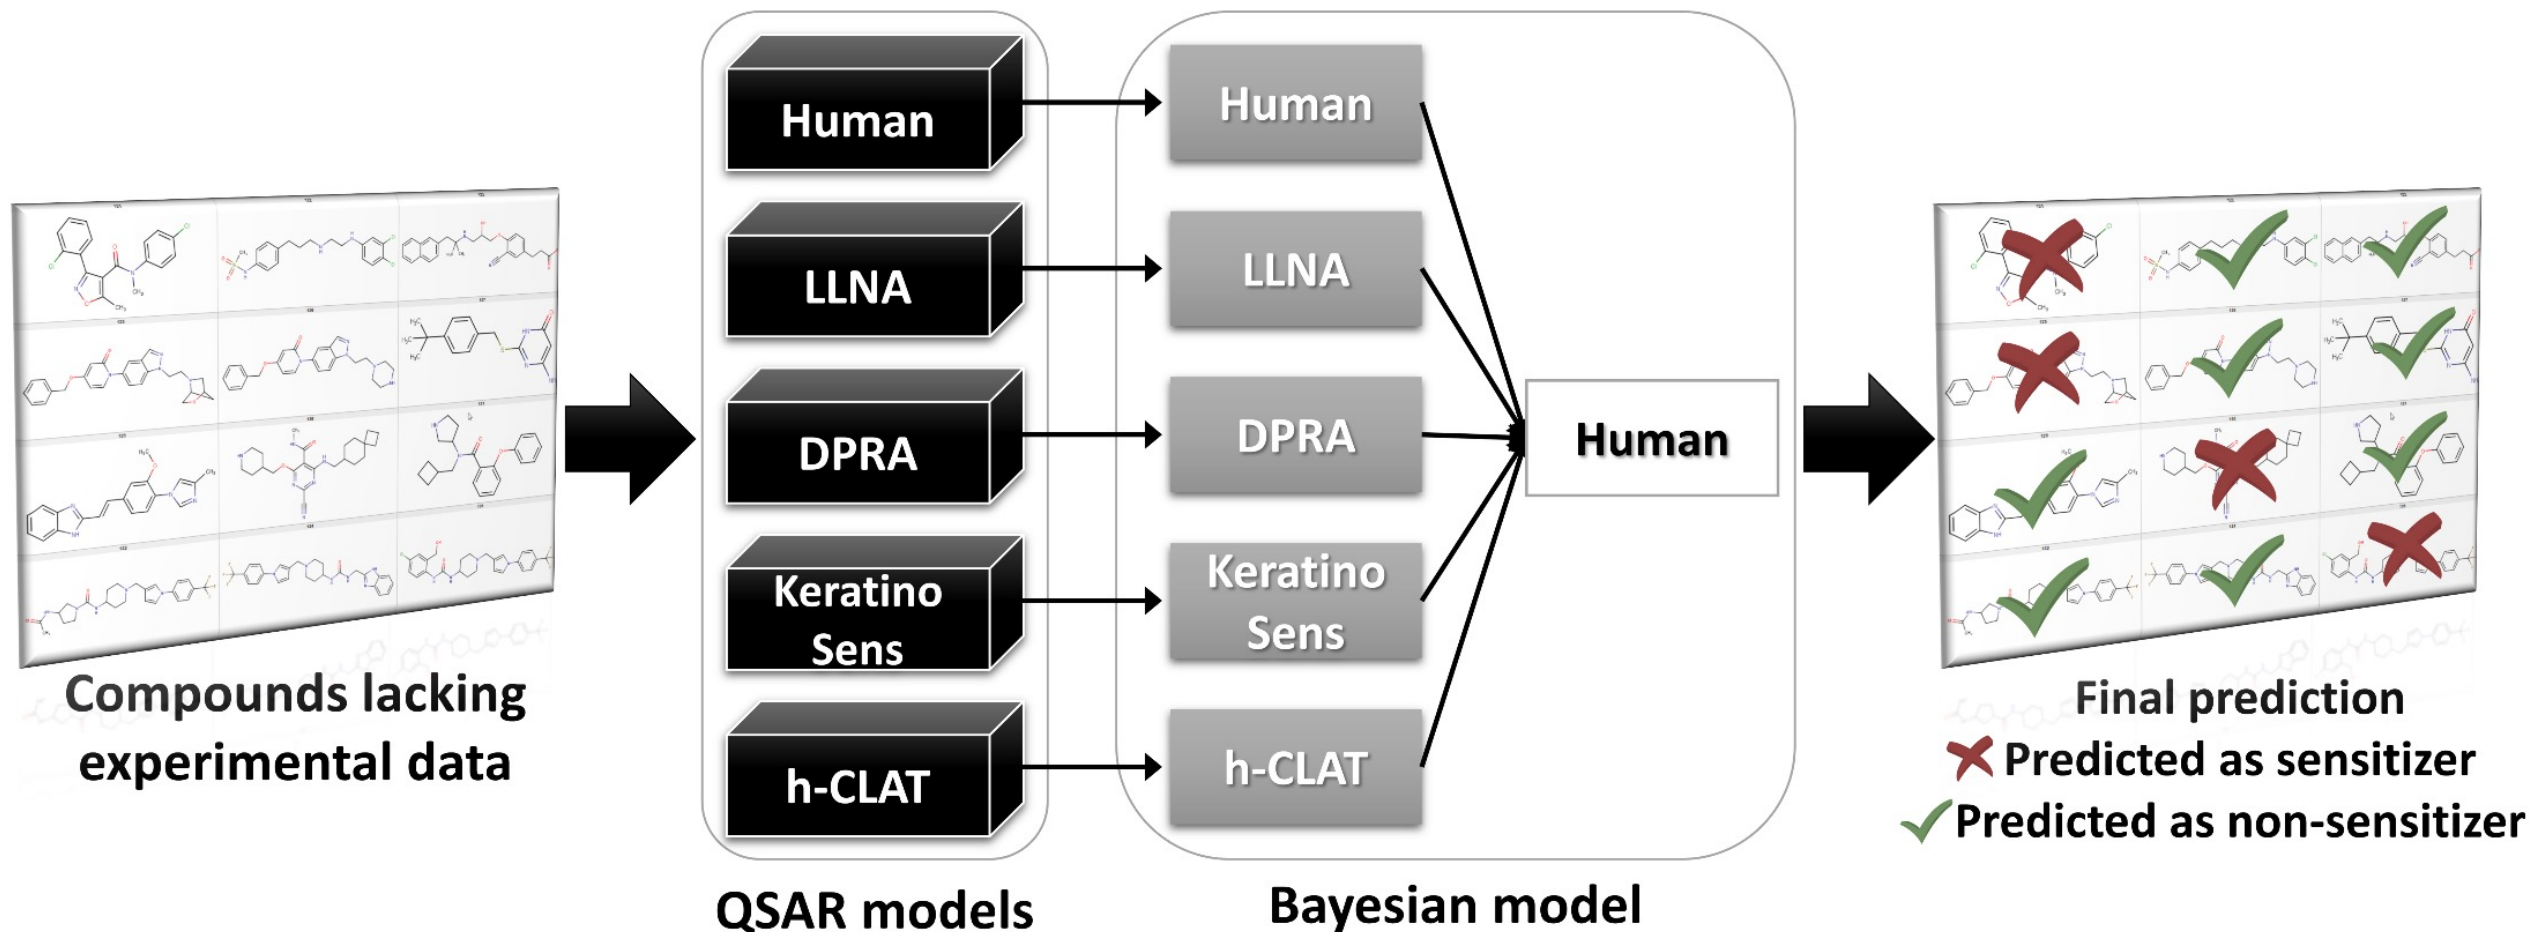 Compounds lacking
experimental data
Human
LLNA
DPRA
Keratino
Sens
h-CLAT
QSAR models
Human
LLNA
DPRA
Keratino
Sens
h-CLAT
Human
Bayesian model
Final prediction
Predicted as sensitizer
Predicted as non-sensitizer